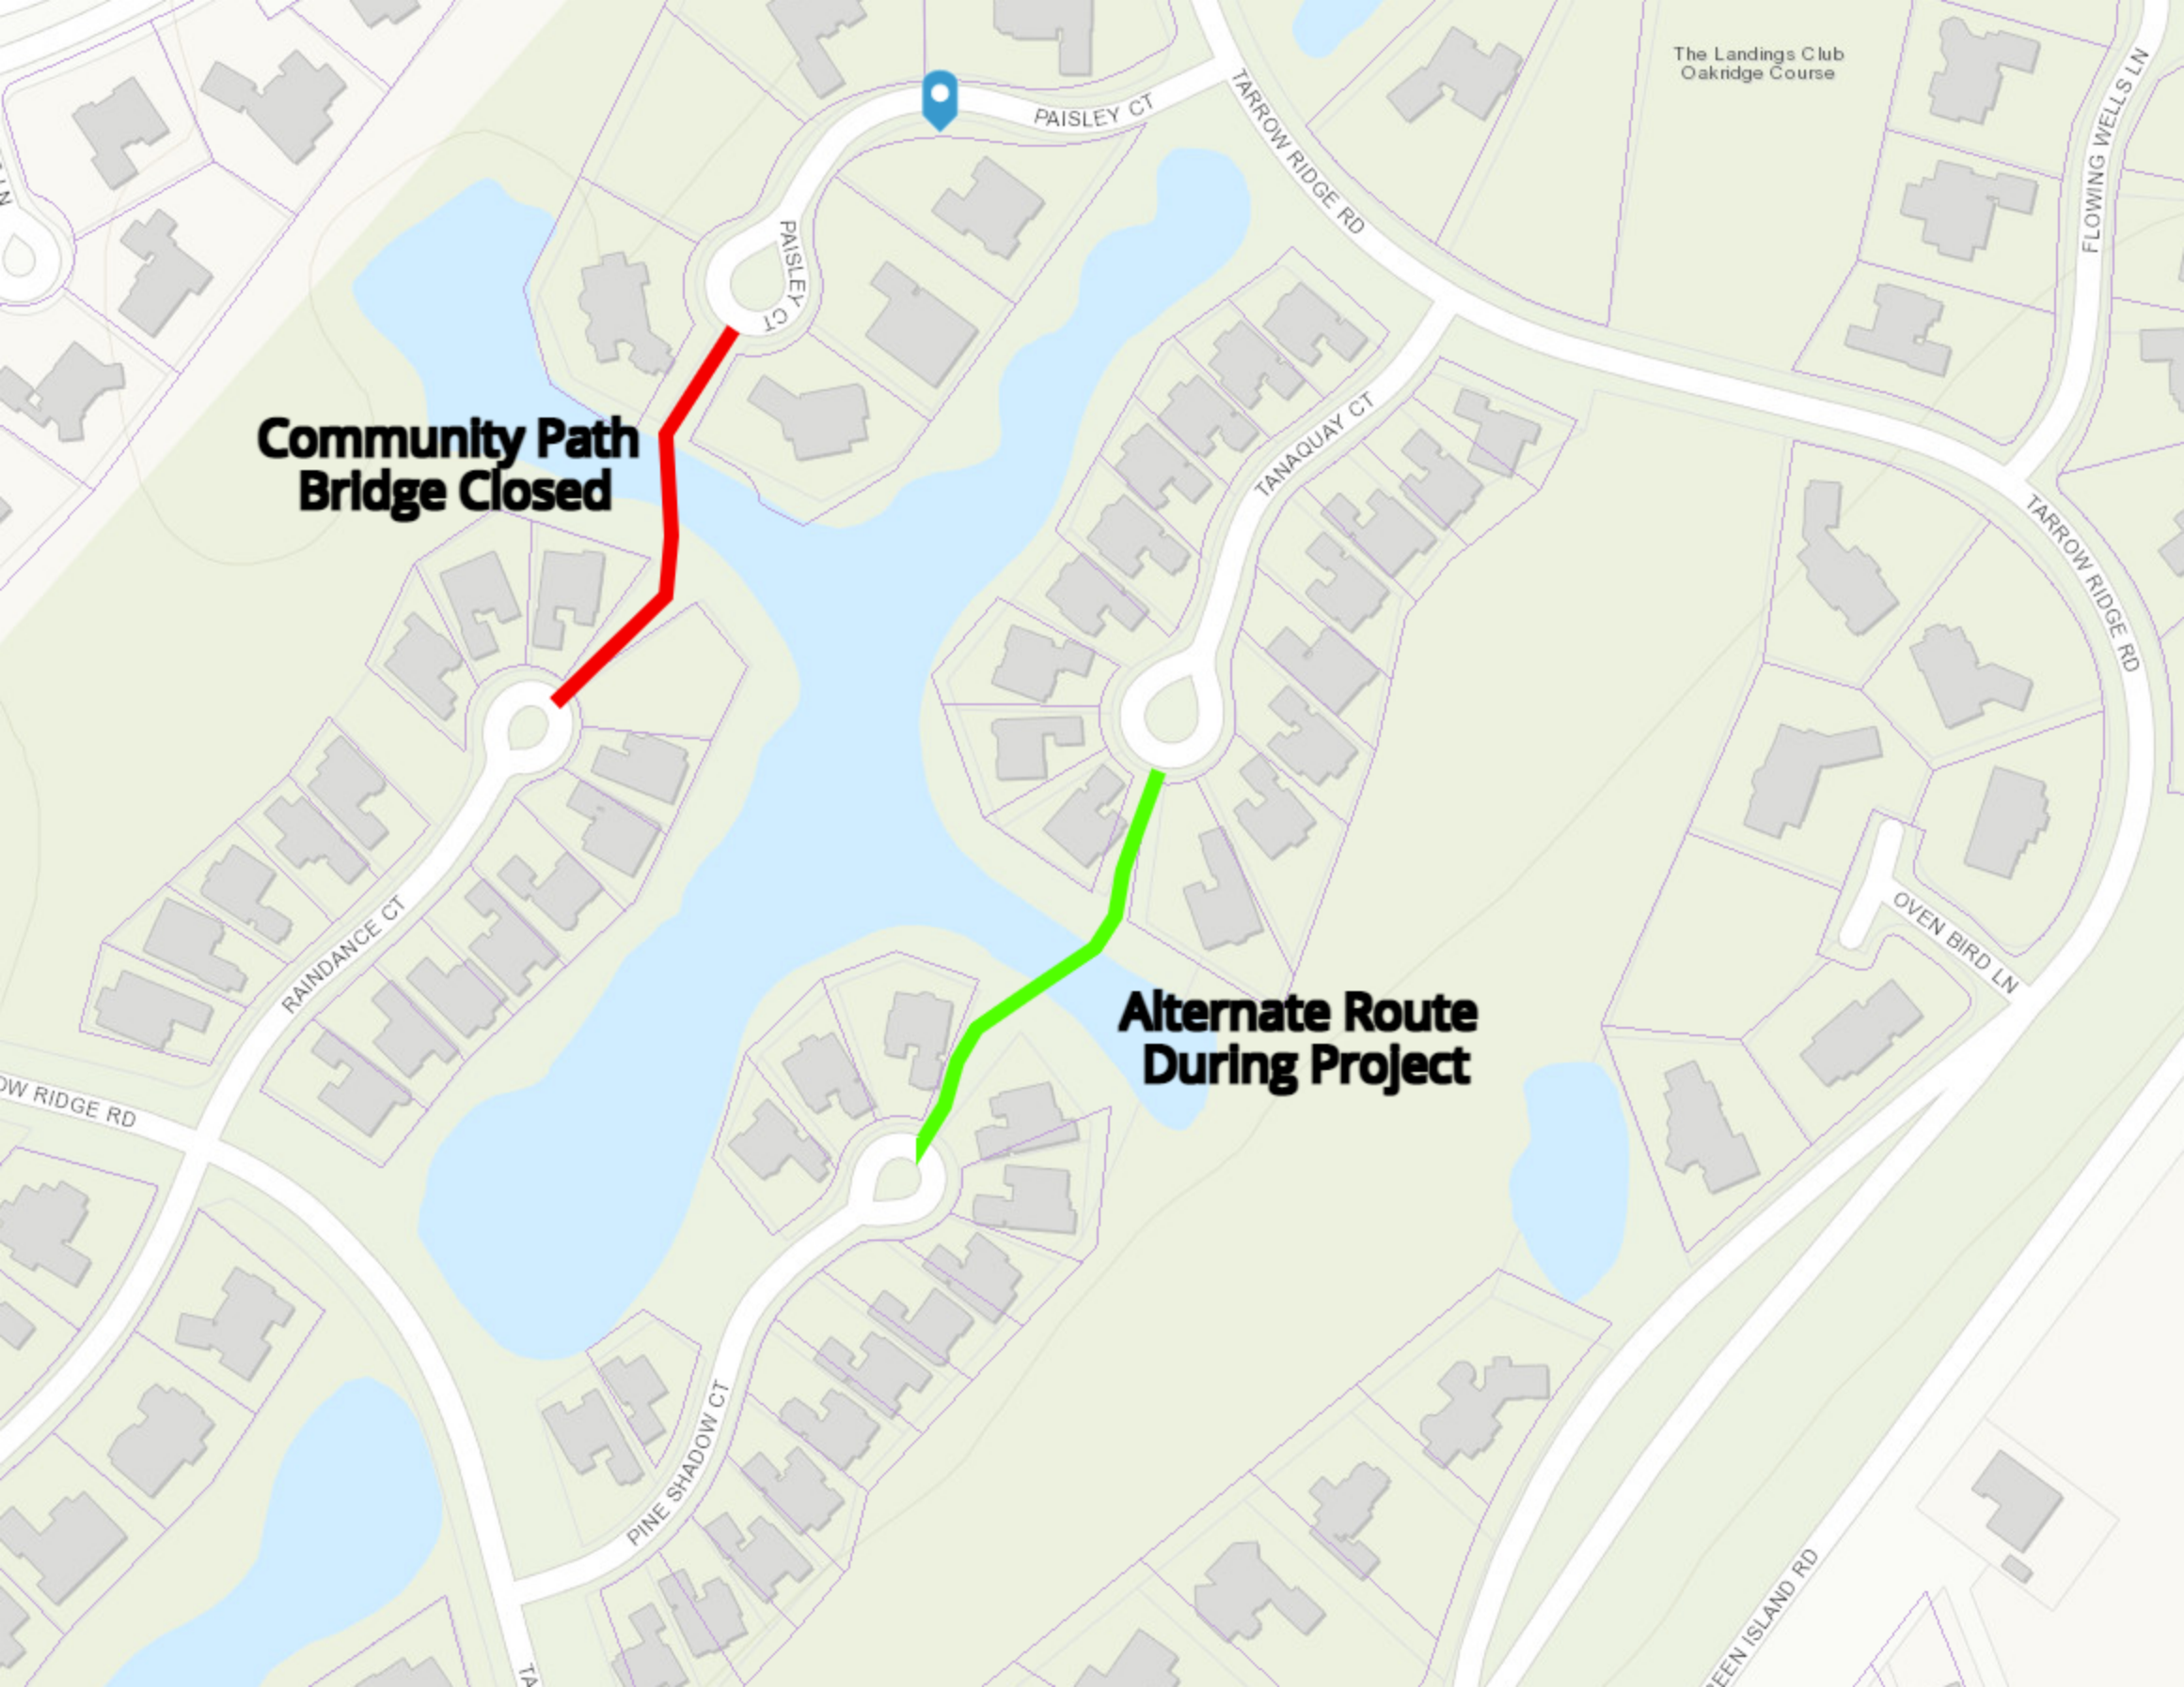 The Landings Club
Oakridge Course
PAISLEY CT
TARROW RIDGE RD
FLOWING WELLS LN
PAISLEY CT
TANAQUAY CT
Community Path
Bridge Closed
TARROW RIDGE RD
RAINDANCE CT
OVEN BIRD LN
Alternate Route
During Project
OW RIDGE RD
PINE SHADOW CT
EEN ISLAND RD
TA
LN